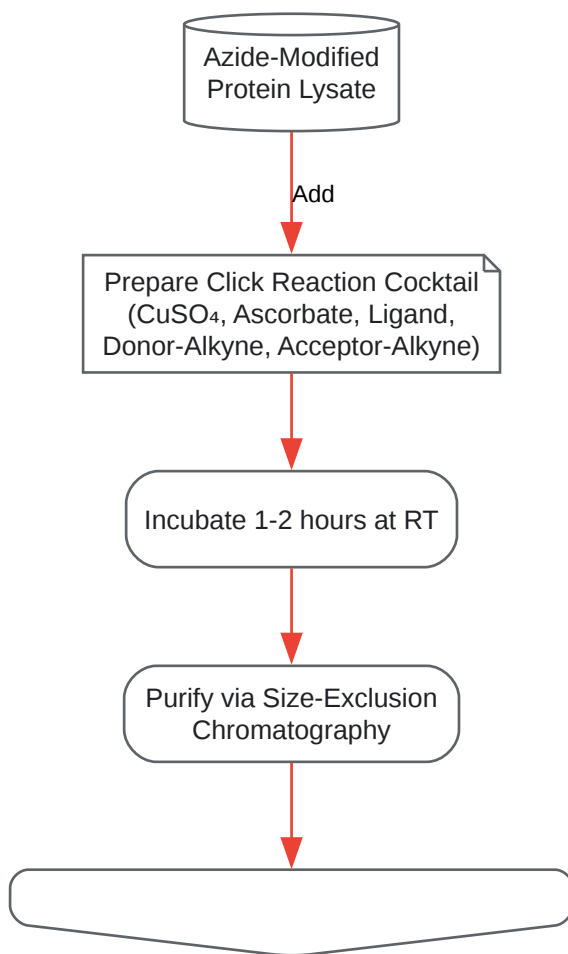 Azide-Modified
Protein Lysate
Add
Prepare Click Reaction Cocktail
(CuSO₄, Ascorbate, Ligand,
Donor-Alkyne, Acceptor-Alkyne)
Incubate 1-2 hours at RT
Purify via Size-Exclusion
Chromatography